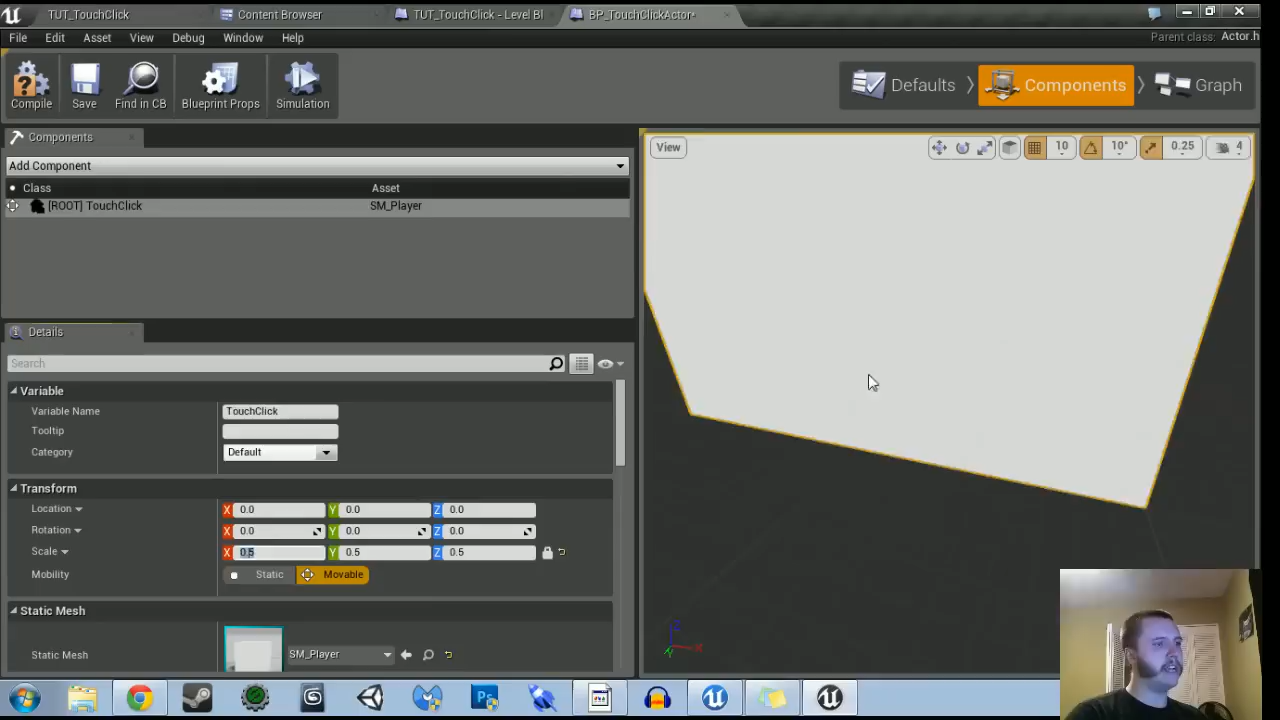 TUT_TouchClick
Content Browser
TUT_TouchClick - Level Bl
BP_TouchClickActor*
File Edit Asset View Debug Window Help
Parent class: Actor.h
Compile Save Find in CB Blueprint Props Simulation
Defaults Components Graph
Components
Add Component
Class Asset
[ROOT] TouchClick SM_Player
View 10 10° 0.25 4
Details
Search
Variable
Variable Name TouchClick
Tooltip
Category Default
Transform
Location X 0.0 Y 0.0 Z 0.0
Rotation X 0.0 Y 0.0 Z 0.0
Scale X 0.5 Y 0.5 Z 0.5
Mobility Static Movable
Static Mesh
Static Mesh SM_Player
Z X Y